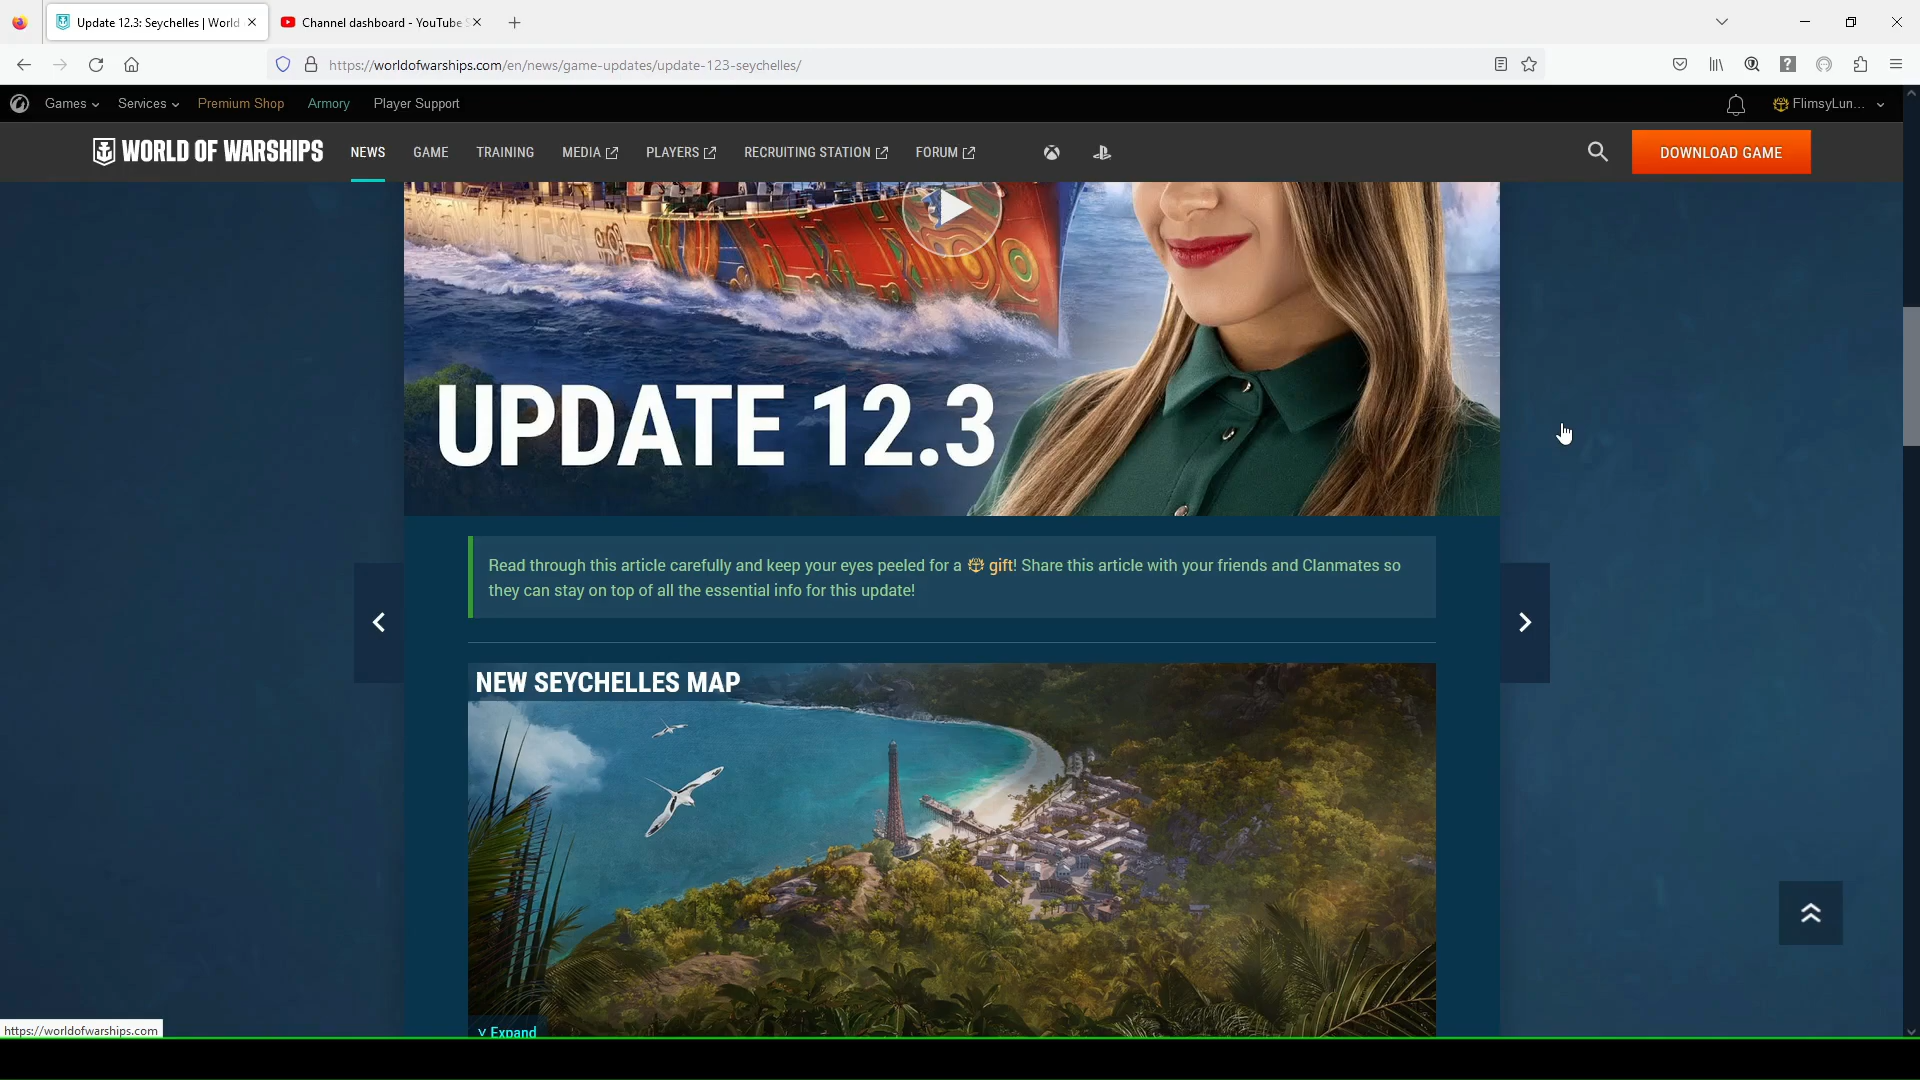 Update 12.3: Seychelles | World
Channel dashboard - YouTube S
https://worldofwarships.com/en/news/game-updates/update-123-seychelles/
Games
Services
Premium Shop
Armory
Player Support
FlimsyLun...
WORLD OF WARSHIPS
NEWS
GAME
TRAINING
MEDIA
PLAYERS
RECRUITING STATION
FORUM
DOWNLOAD GAME
UPDATE 12.3
Read through this article carefully and keep your eyes peeled for a gift! Share this article with your friends and Clanmates so
they can stay on top of all the essential info for this update!
NEW SEYCHELLES MAP
Expand
https://worldofwarships.com